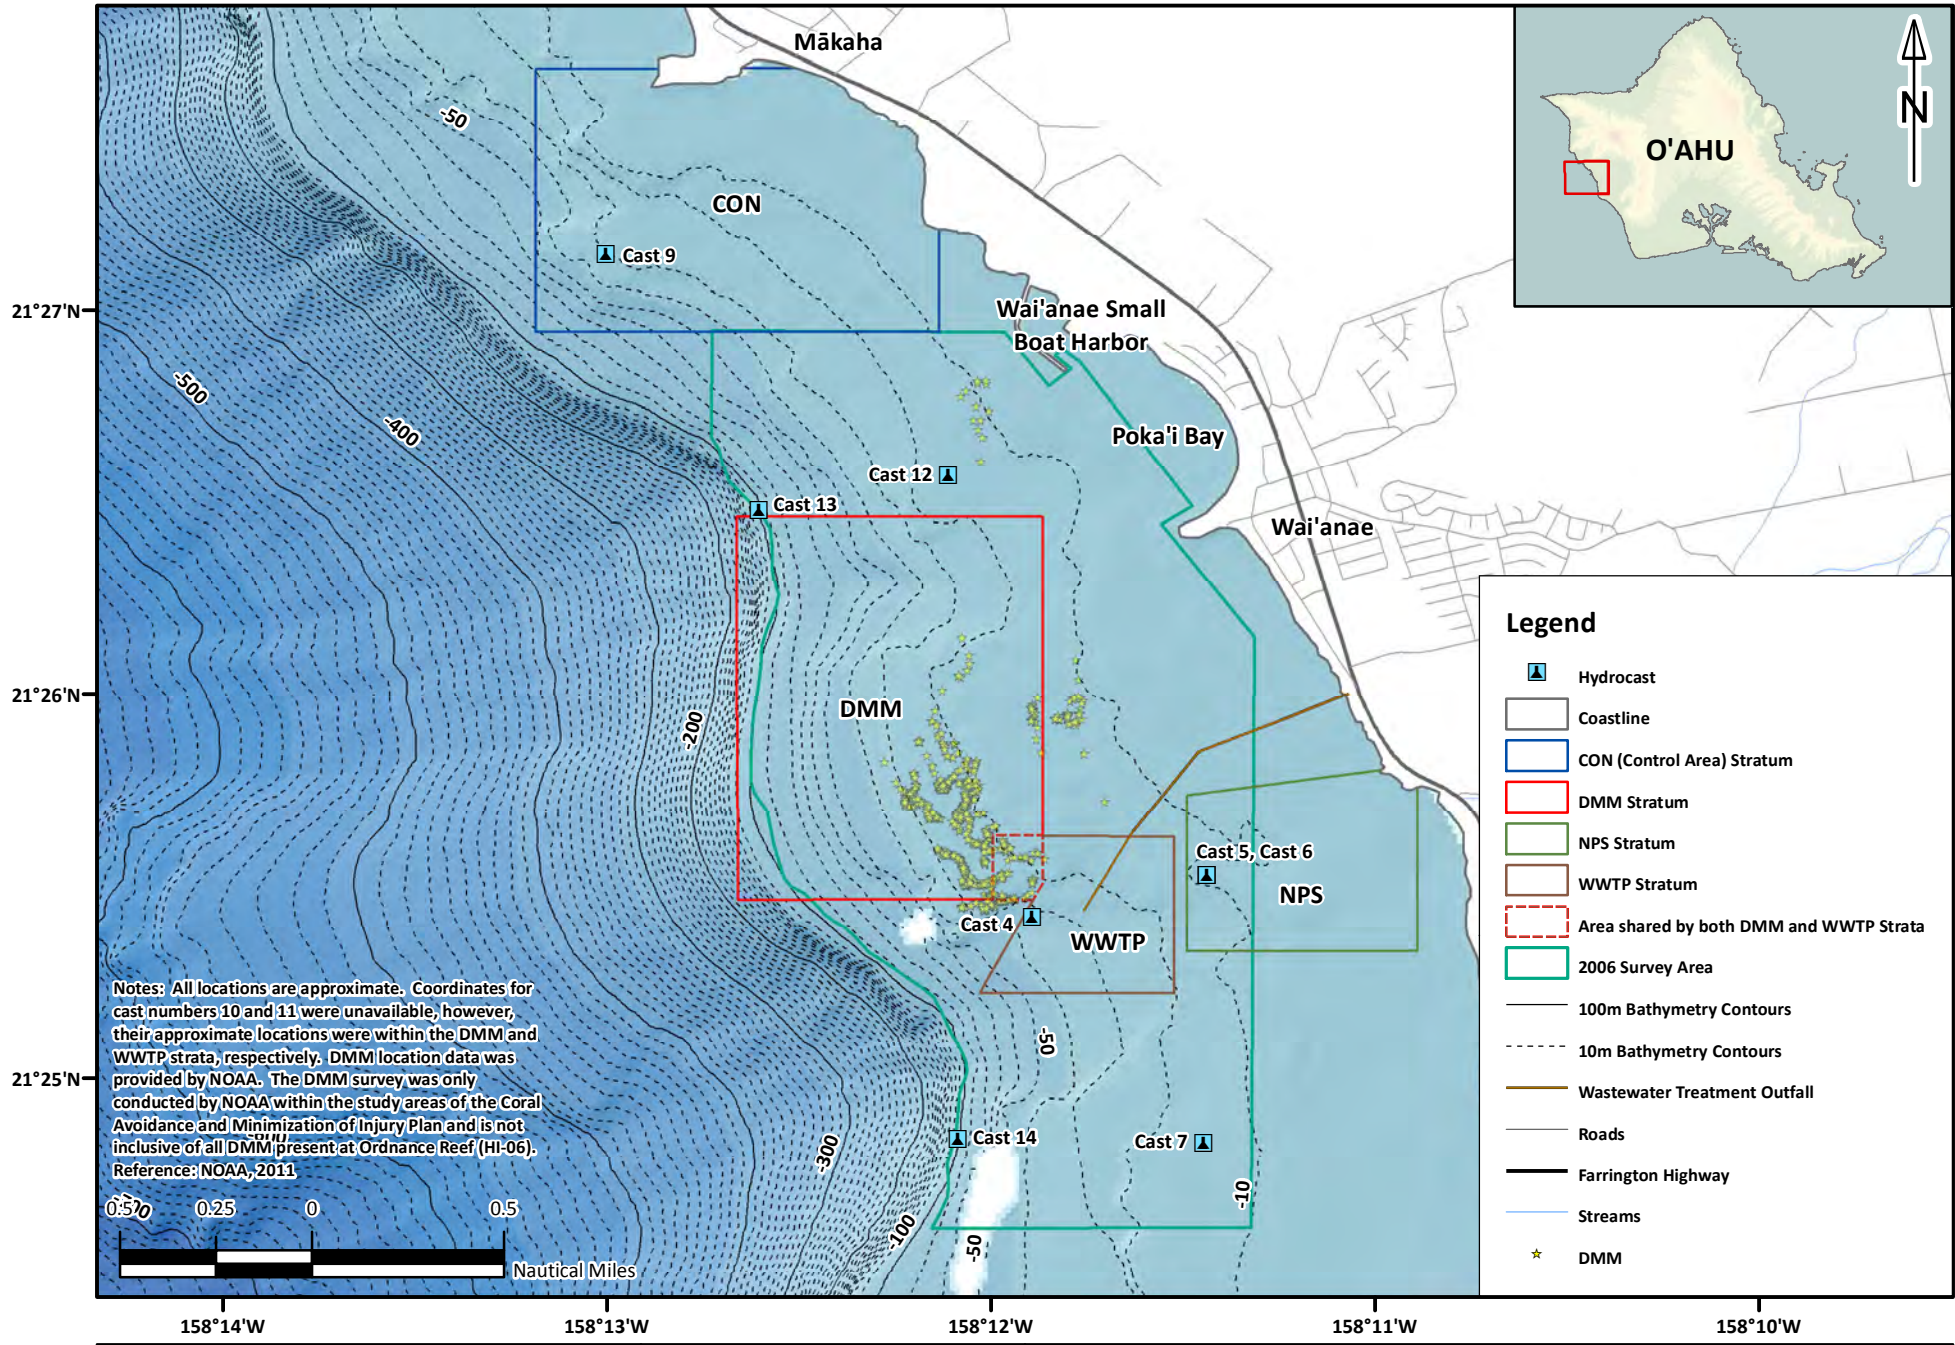 Mākaha
N
O'AHU
-50
CON
Cast 9
21°27'N
Wai'anae Small
Boat Harbor
-500
-400
Poka'i Bay
Cast 12
Cast 13
Wai'anae
21°26'N
DMM
-200
Cast 5, Cast 6
NPS
Cast 4
WWTP
-50
21°25'N
Cast 14
Cast 7
-300
-10
-100
-50
Notes: All locations are approximate. Coordinates for
cast numbers 10 and 11 were unavailable, however,
their approximate locations were within the DMM and
WWTP strata, respectively. DMM location data was
provided by NOAA. The DMM survey was only
conducted by NOAA within the study areas of the Coral
Avoidance and Minimization of Injury Plan and is not
inclusive of all DMM present at Ordnance Reef (HI-06).
Reference: NOAA, 2011
-600
0.5 0.25 0 0.5
Nautical Miles
Legend
Hydrocast
Coastline
CON (Control Area) Stratum
DMM Stratum
NPS Stratum
WWTP Stratum
Area shared by both DMM and WWTP Strata
2006 Survey Area
100m Bathymetry Contours
10m Bathymetry Contours
Wastewater Treatment Outfall
Roads
Farrington Highway
Streams
DMM
158°14'W 158°13'W 158°12'W 158°11'W 158°10'W